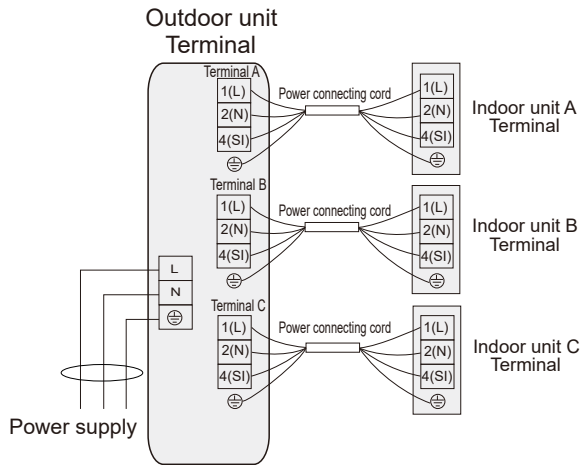 Outdoor unit
Terminal
Terminal A
1(L)
2(N)
4(SI)
Power connecting cord
1(L)
2(N)
4(SI)
Indoor unit A
Terminal
Terminal B
1(L)
2(N)
4(SI)
Power connecting cord
1(L)
2(N)
4(SI)
Indoor unit B
Terminal
L
N
Terminal C
1(L)
2(N)
4(SI)
Power connecting cord
1(L)
2(N)
4(SI)
Indoor unit C
Terminal
Power supply